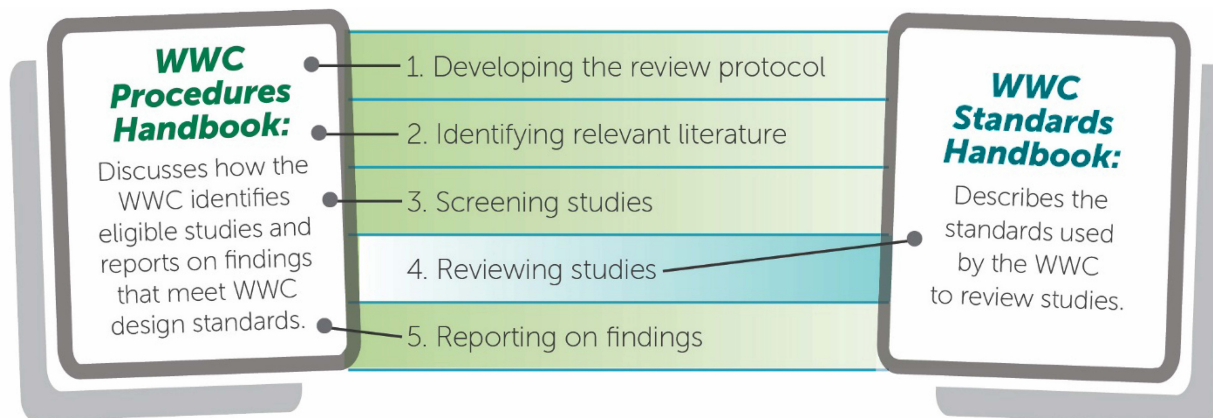 WWC
Procedures
Handbook:
Discusses how the
WWC identifies
eligible studies and
reports on findings
that meet WWC
design standards.
1. Developing the review protocol
2. Identifying relevant literature
3. Screening studies
4. Reviewing studies
5. Reporting on findings
WWC
Standards
Handbook:
Describes the
standards used
by the WWC
to review studies.